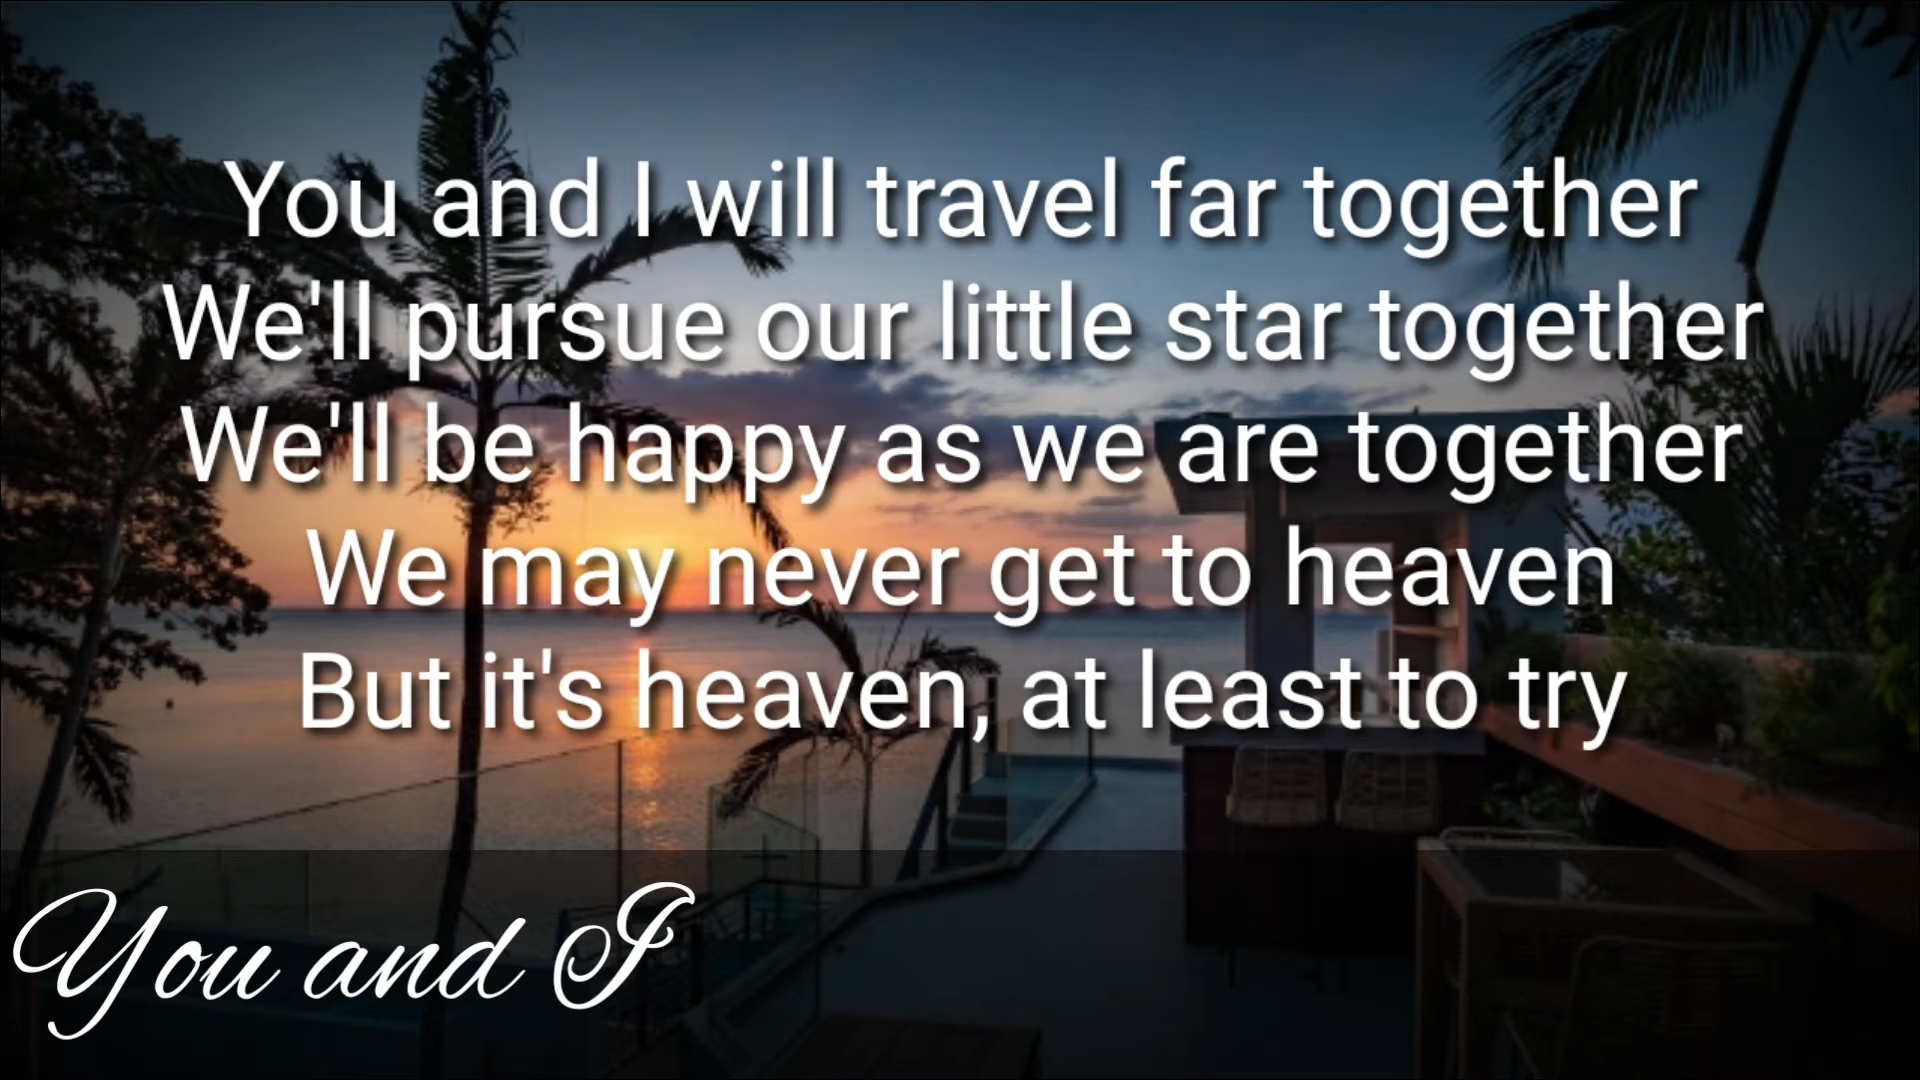 You and I will travel far together
We'll pursue our little star together
We'll be happy as we are together
We may never get to heaven
But it's heaven, at least to try
You and I